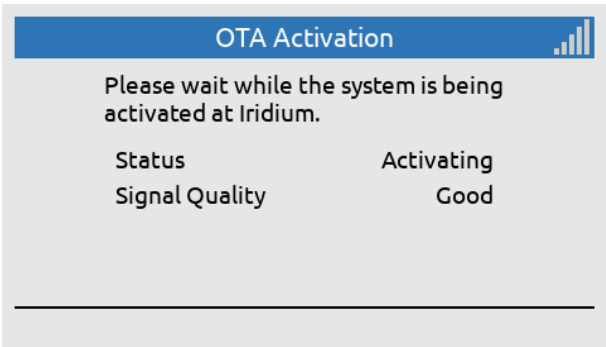 OTA Activation
Please wait while the system is being
activated at Iridium.
Status Activating
Signal Quality Good